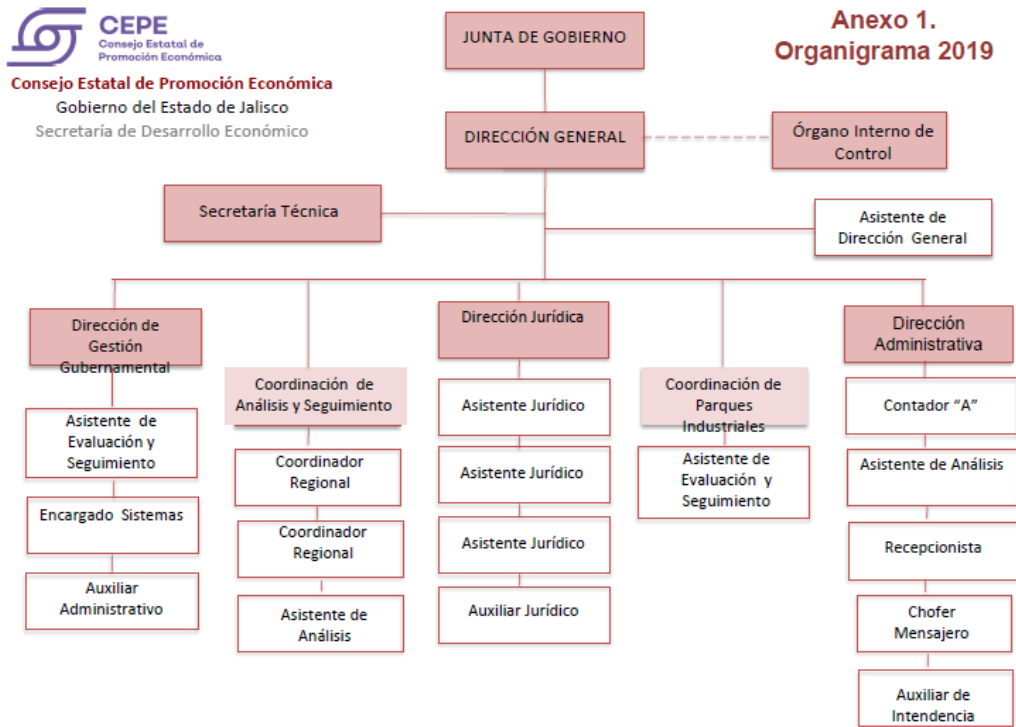 CEPE
Consejo Estatal de
Promoción Económica
Consejo Estatal de Promoción Económica
Gobierno del Estado de Jalisco
Secretaría de Desarrollo Económico
Anexo 1.
Organigrama 2019
JUNTA DE GOBIERNO
DIRECCIÓN GENERAL
Órgano Interno de
Control
Secretaría Técnica
Asistente de
Dirección General
Dirección de
Gestión
Gubernamental
Asistente de
Evaluación y
Seguimiento
Encargado Sistemas
Auxiliar
Administrativo
Coordinación de
Análisis y Seguimiento
Coordinador
Regional
Coordinador
Regional
Asistente de
Análisis
Dirección Jurídica
Asistente Jurídico
Asistente Jurídico
Asistente Jurídico
Auxiliar Jurídico
Coordinación de
Parques
Industriales
Asistente de
Evaluación y
Seguimiento
Dirección
Administrativa
Contador “A”
Asistente de Análisis
Recepcionista
Chofer
Mensajero
Auxiliar de
Intendencia